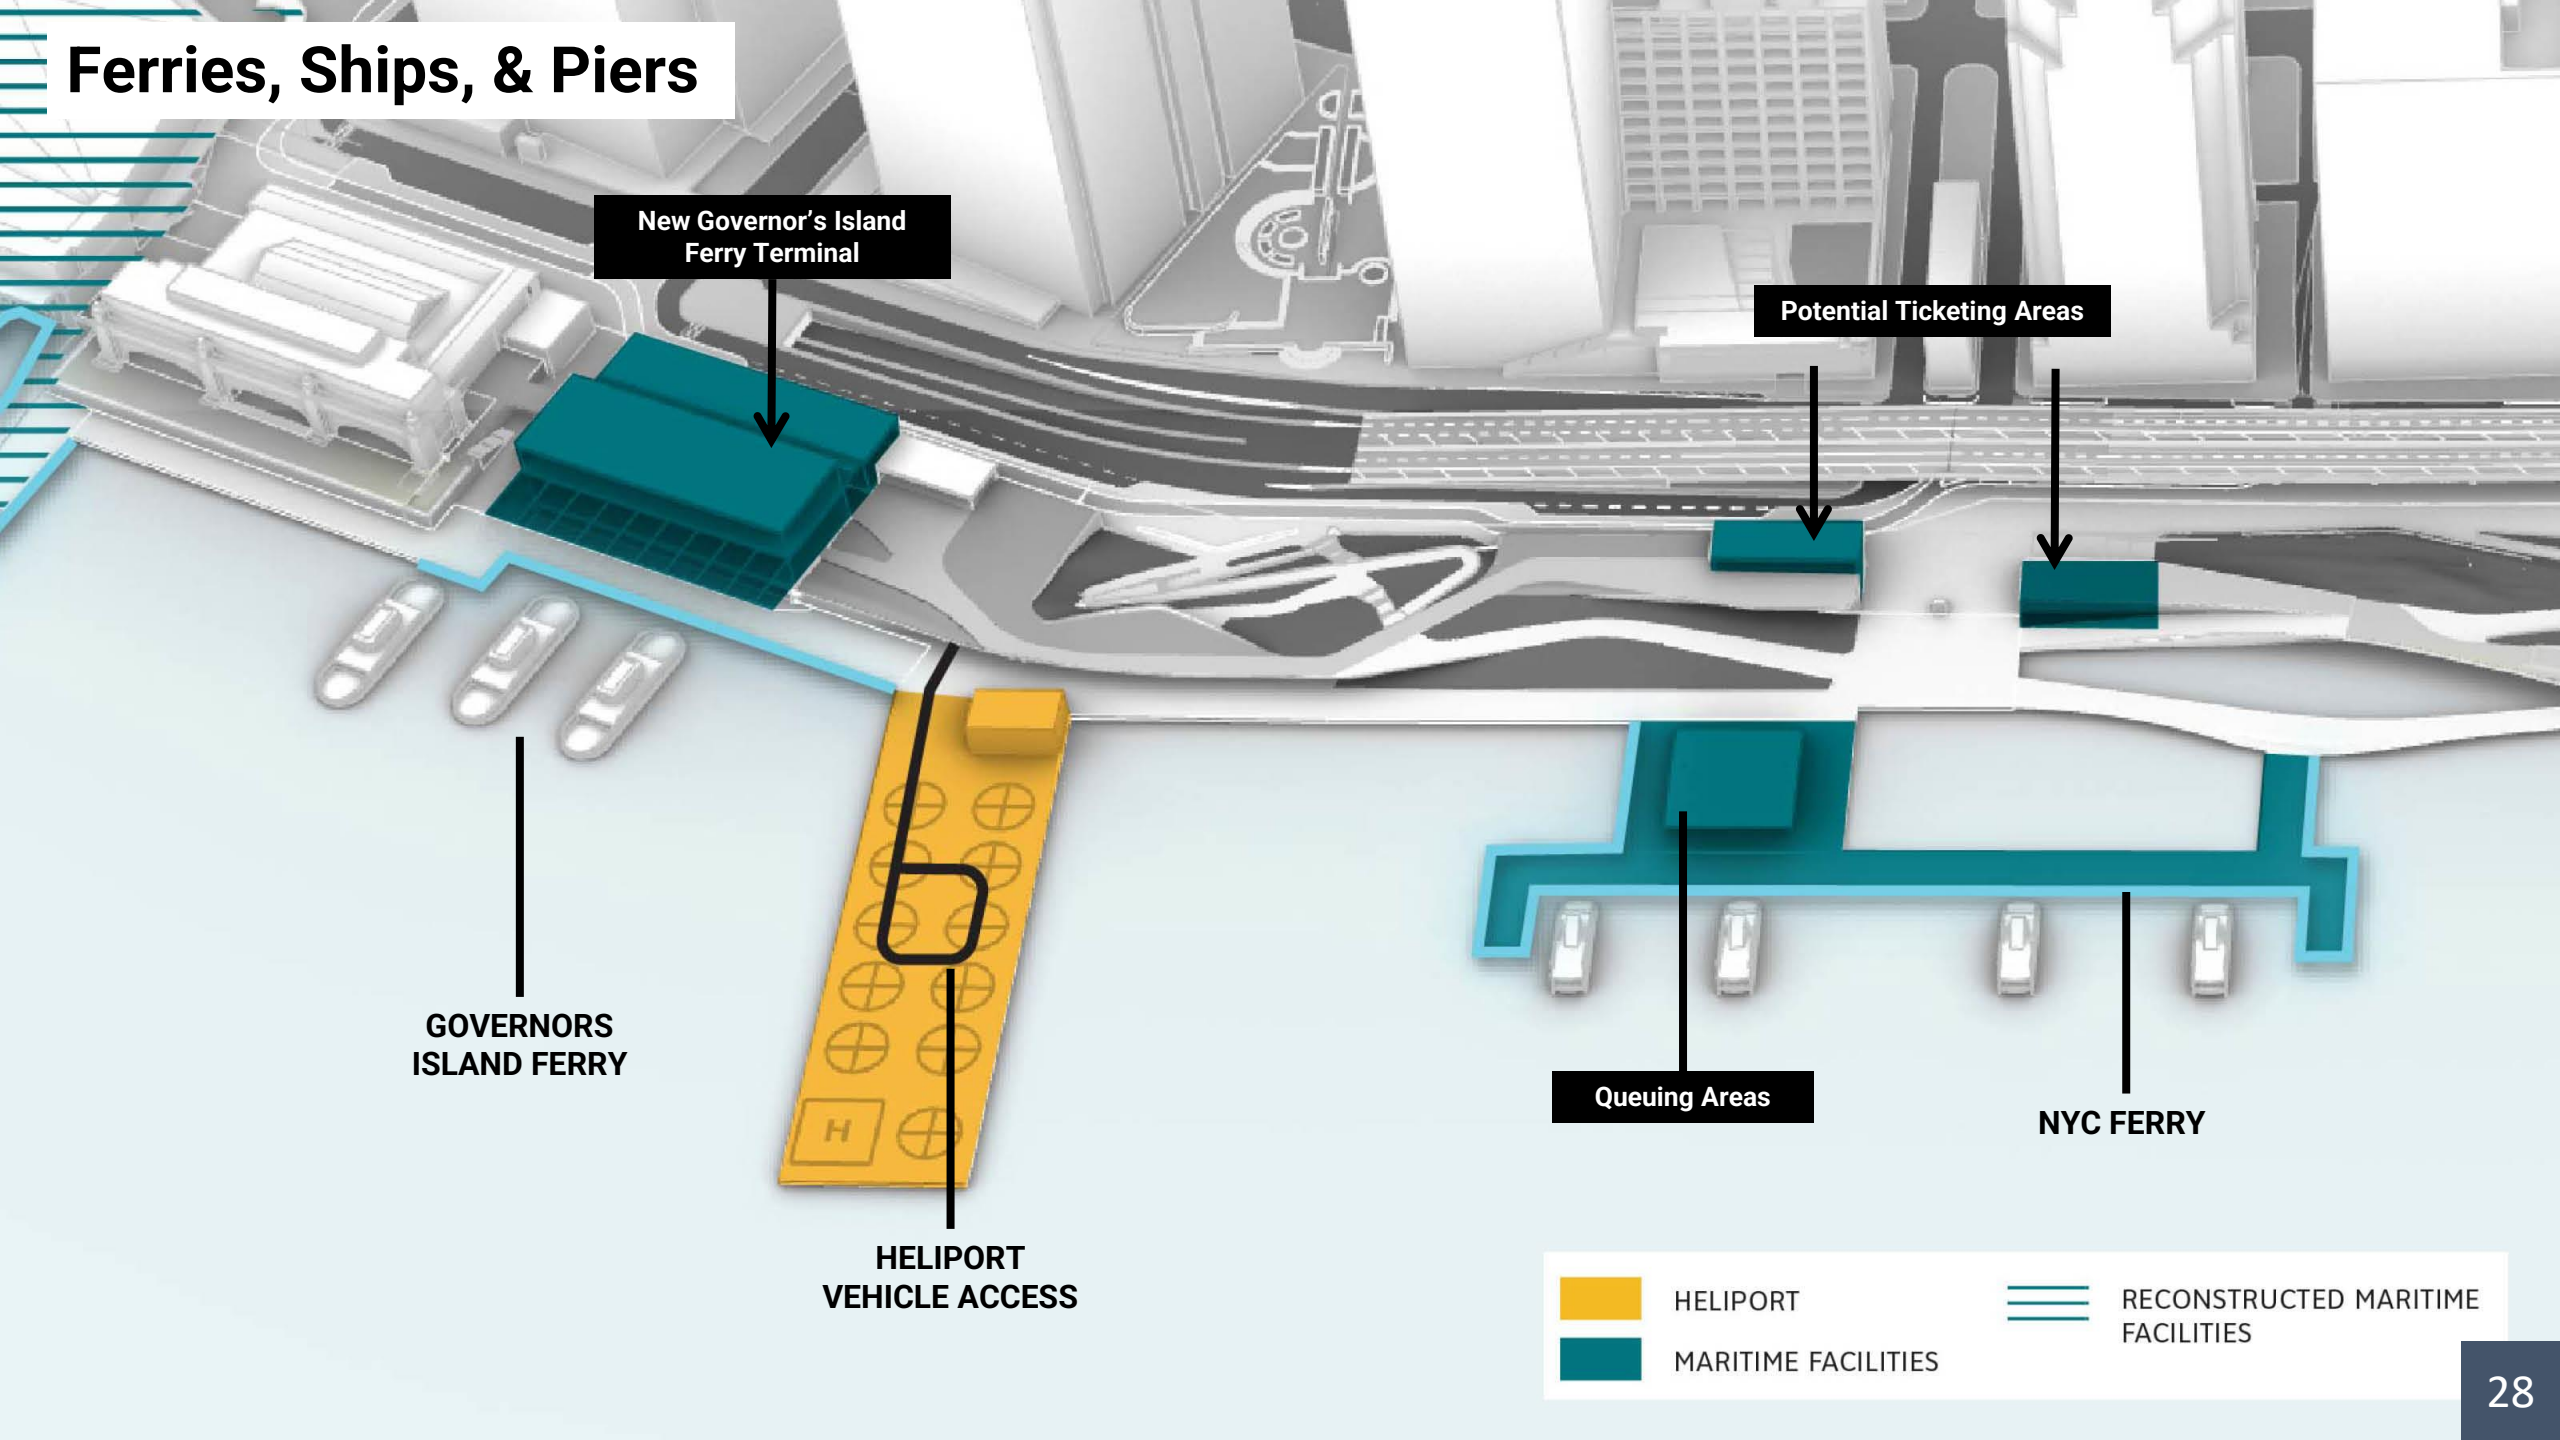 Ferries, Ships, & Piers
New Governor’s Island
Ferry Terminal
Potential Ticketing Areas
GOVERNORS
ISLAND FERRY
H
Queuing Areas
NYC FERRY
HELIPORT
VEHICLE ACCESS
HELIPORT
MARITIME FACILITIES
RECONSTRUCTED MARITIME
FACILITIES
28